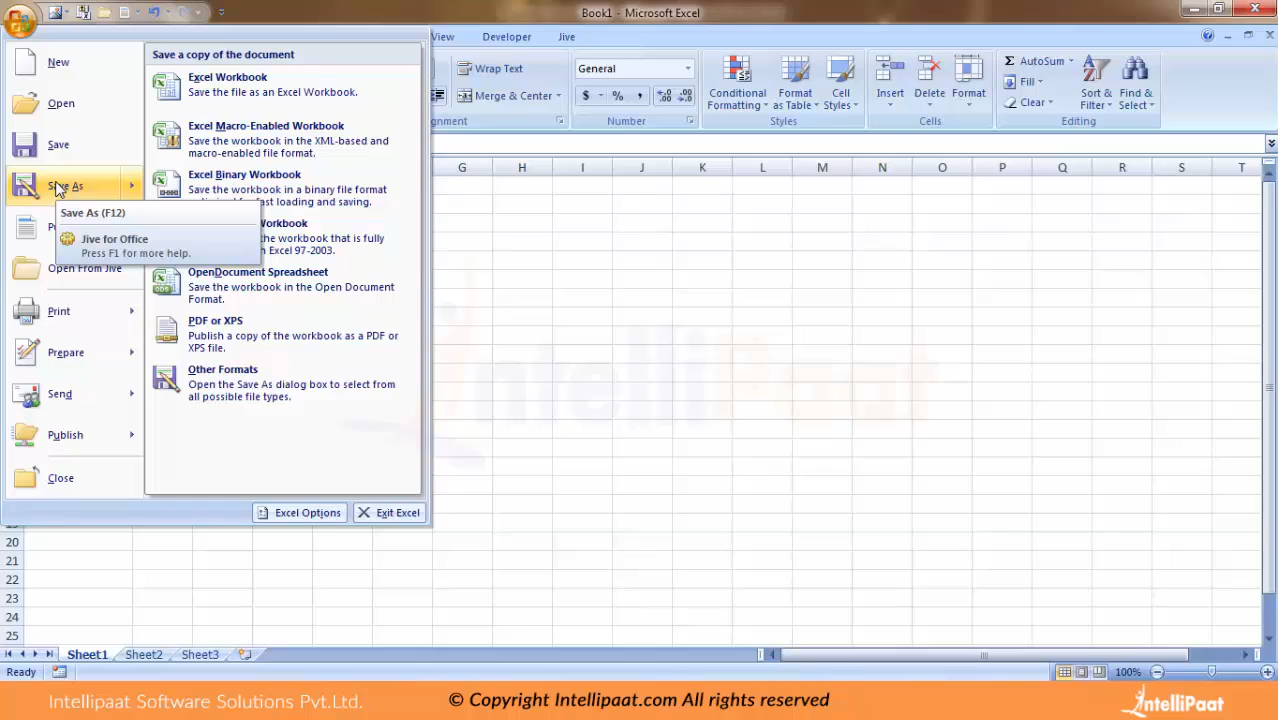 Book1 - Microsoft Excel
View Developer Jive
New
Open
Save
Save As
Save As (F12)
Jive for Office
Press F1 for more help.
Open From Jive
Print
Prepare
Send
Publish
Close
Save a copy of the document
Excel Workbook
Save the file as an Excel Workbook.
Excel Macro-Enabled Workbook
Save the workbook in the XML-based and
macro-enabled file format.
Excel Binary Workbook
Save the workbook in a binary file format
for fast loading and saving.
Workbook
the workbook that is fully
Excel 97-2003.
OpenDocument Spreadsheet
Save the workbook in the Open Document
Format.
PDF or XPS
Publish a copy of the workbook as a PDF or
XPS file.
Other Formats
Open the Save As dialog box to select from
all possible file types.
Excel Options Exit Excel
Wrap Text
Merge & Center
General
$ % ,
Number
Conditional
Formatting
Format
as Table
Cell
Styles
Styles
Insert Delete Format
Cells
Σ AutoSum
Fill
Clear
Sort &
Filter
Find &
Select
Editing
G H I J K L M N O P Q R S T
20
21
22
23
24
25
Sheet1 Sheet2 Sheet3
Ready
100%
IntelliPaat
Intellipaat Software Solutions Pvt.Ltd.
© Copyright Intellipaat.com All rights reserved
IntelliPaat